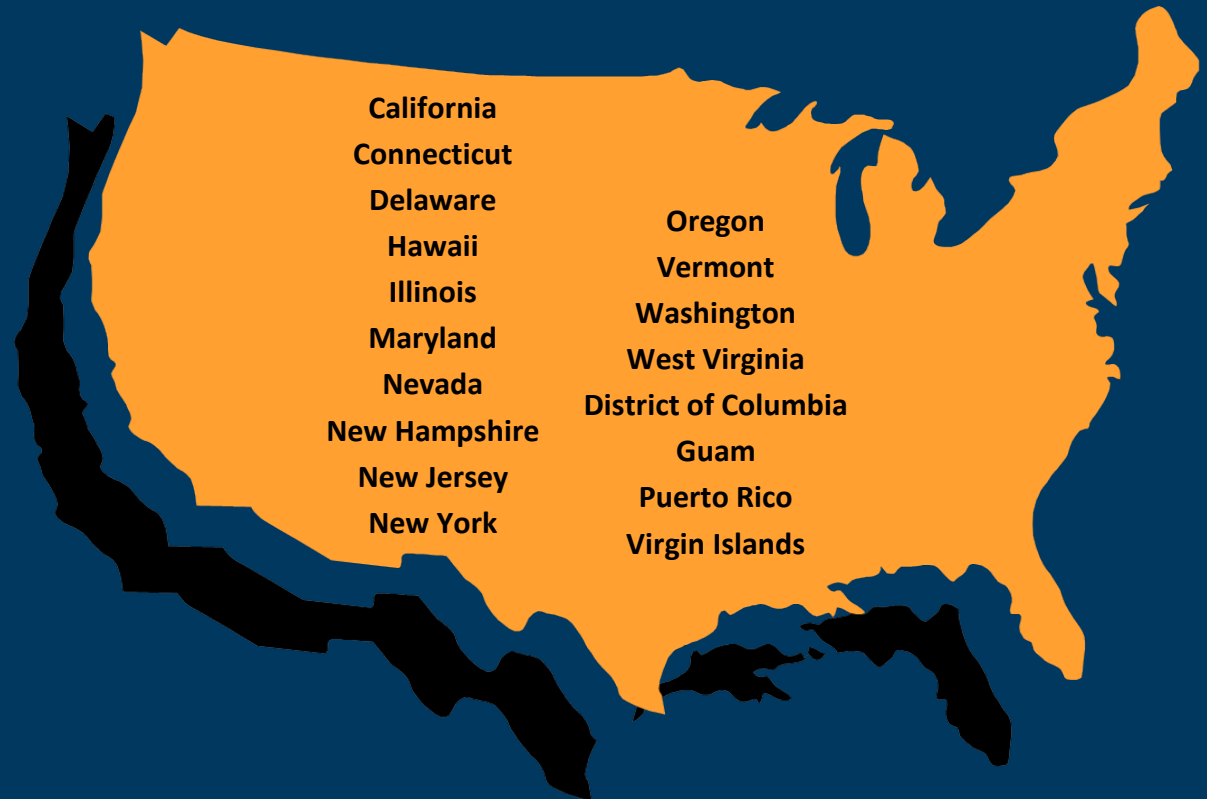 California
Connecticut
Delaware
Hawaii
Illinois
Maryland
Nevada
New Hampshire
New Jersey
New York
Oregon
Vermont
Washington
West Virginia
District of Columbia
Guam
Puerto Rico
Virgin Islands